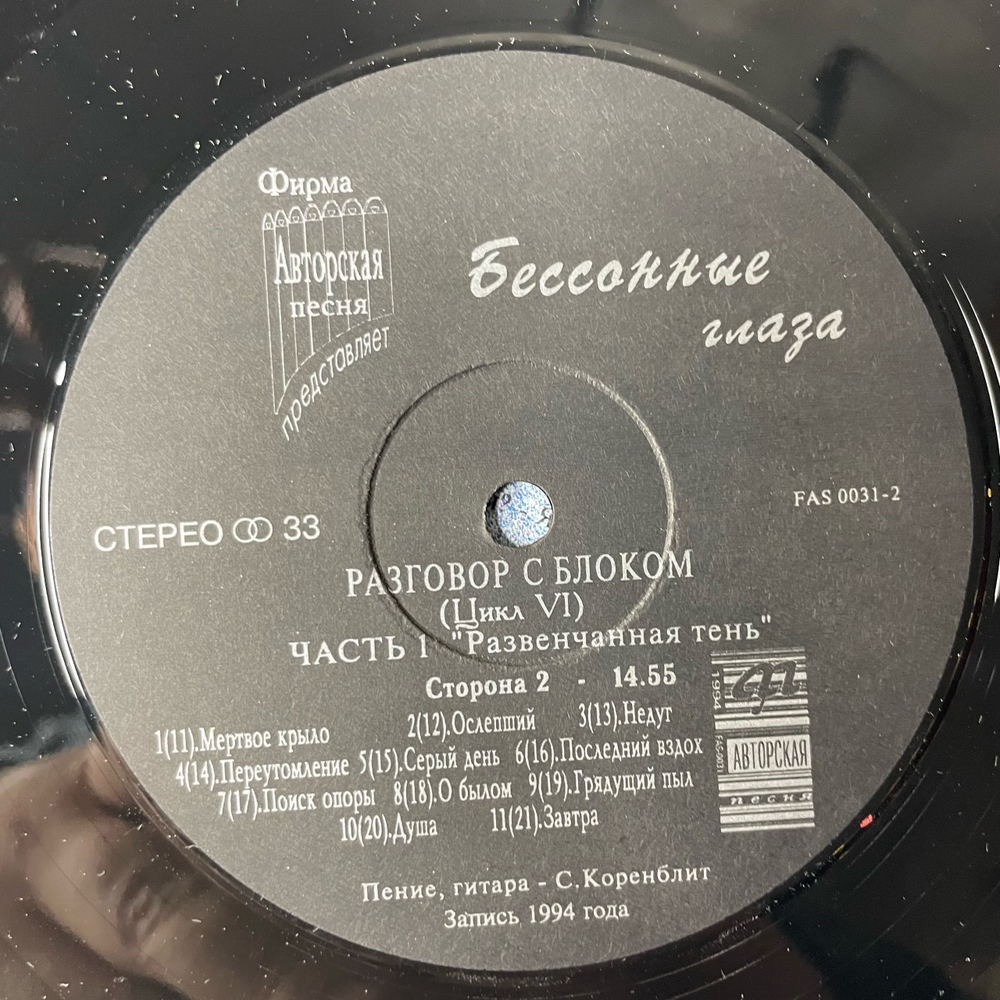 Фирма
Авторская
песня
представляет
Бессонные
глаза
FAS 0031-2
СТЕРЕО 33
РАЗГОВОР С БЛОКОМ
(Цикл VI)
ЧАСТЬ 1 "Развенчанная тень"
Сторона 2 - 14.55
1(11).Мертвое крыло 2(12).Ослепший 3(13).Недуг
4(14).Переутомление 5(15).Серый день 6(16).Последний вздох
7(17).Поиск опоры 8(18).О былом 9(19).Грядущий пыл
10(20).Душа 11(21).Завтра
1994
FAS-0031
АВТОРСКАЯ
песня
Пение, гитара - С.Коренблит
Запись 1994 года